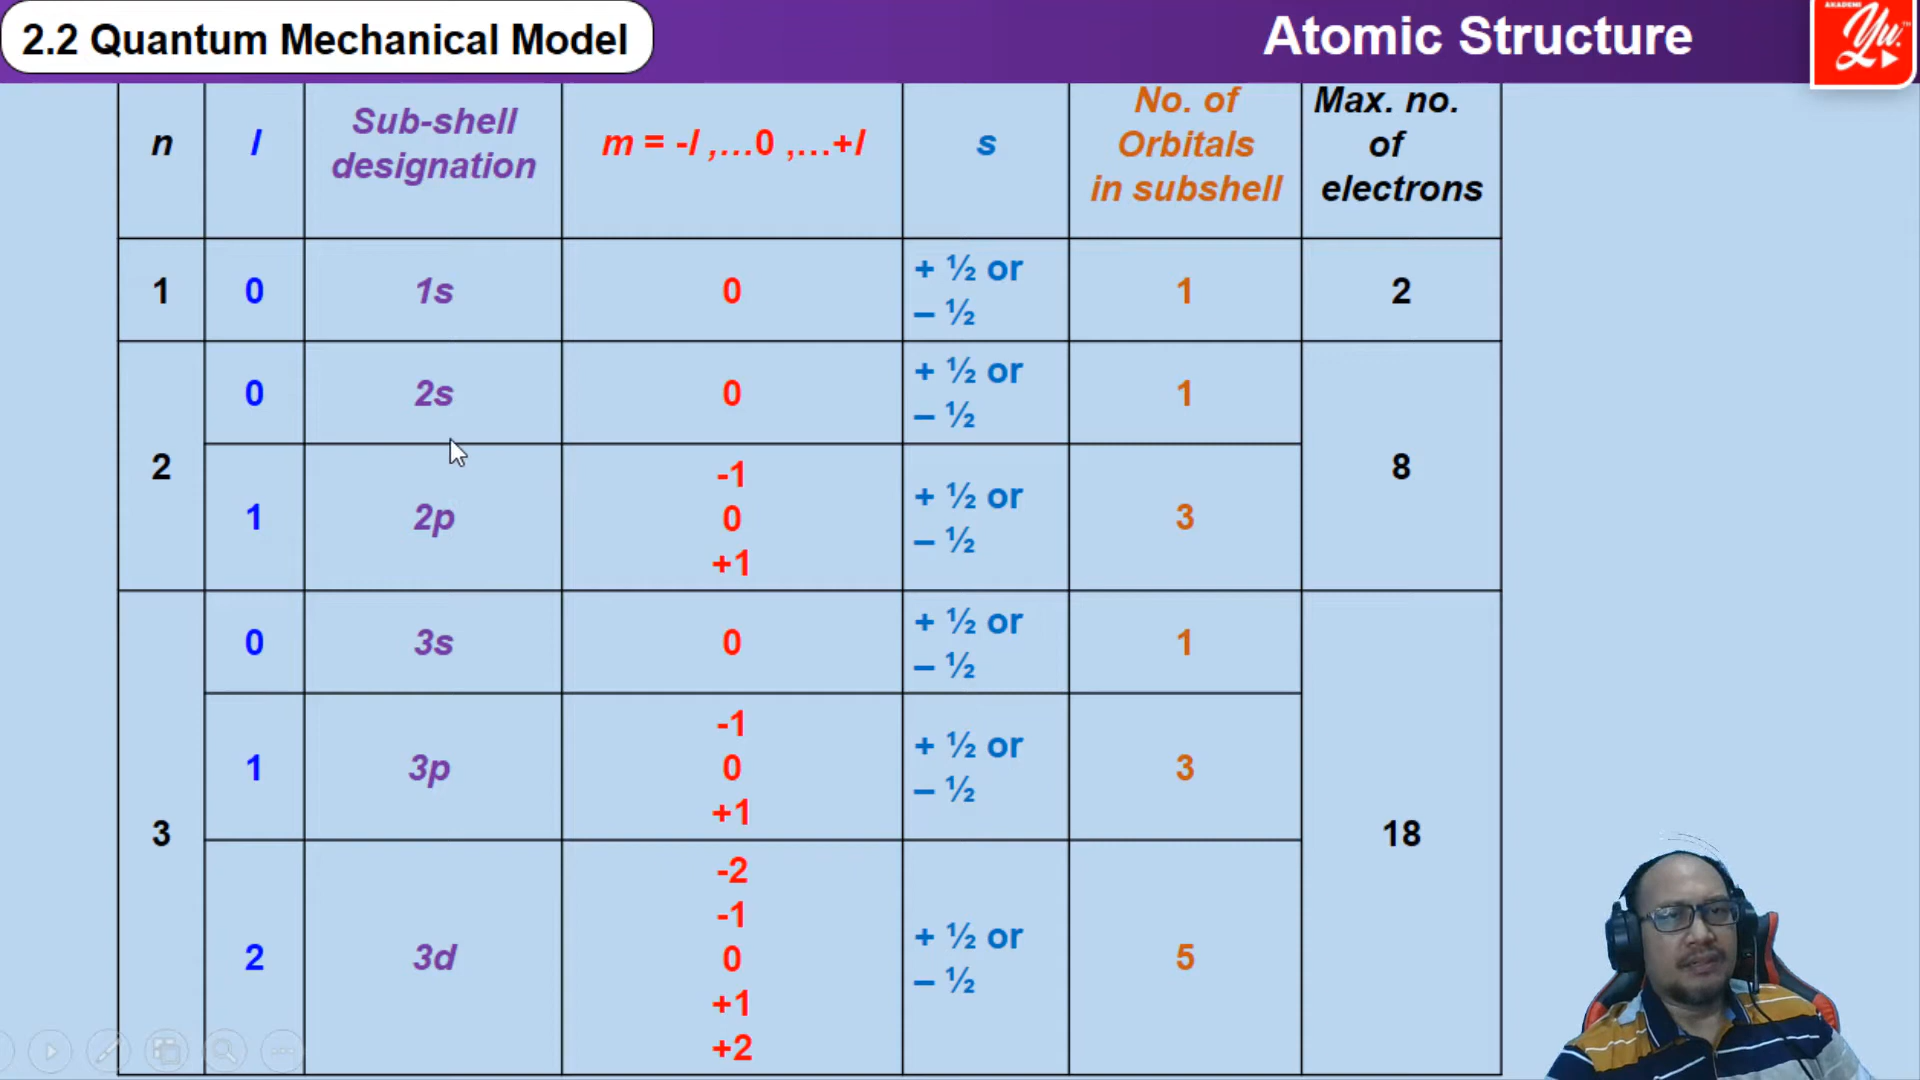 2.2 Quantum Mechanical Model
Atomic Structure
AKADEMI
Yu.
n
l
Sub-shell
designation
m = -l ,...0 ,...+l
s
No. of
Orbitals
in subshell
Max. no.
of
electrons
1
0
1s
0
+ ½ or
– ½
1
2
2
0
2s
0
+ ½ or
– ½
1
8
1
2p
-1
0
+1
+ ½ or
– ½
3
3
0
3s
0
+ ½ or
– ½
1
18
1
3p
-1
0
+1
+ ½ or
– ½
3
2
3d
-2
-1
0
+1
+2
+ ½ or
– ½
5